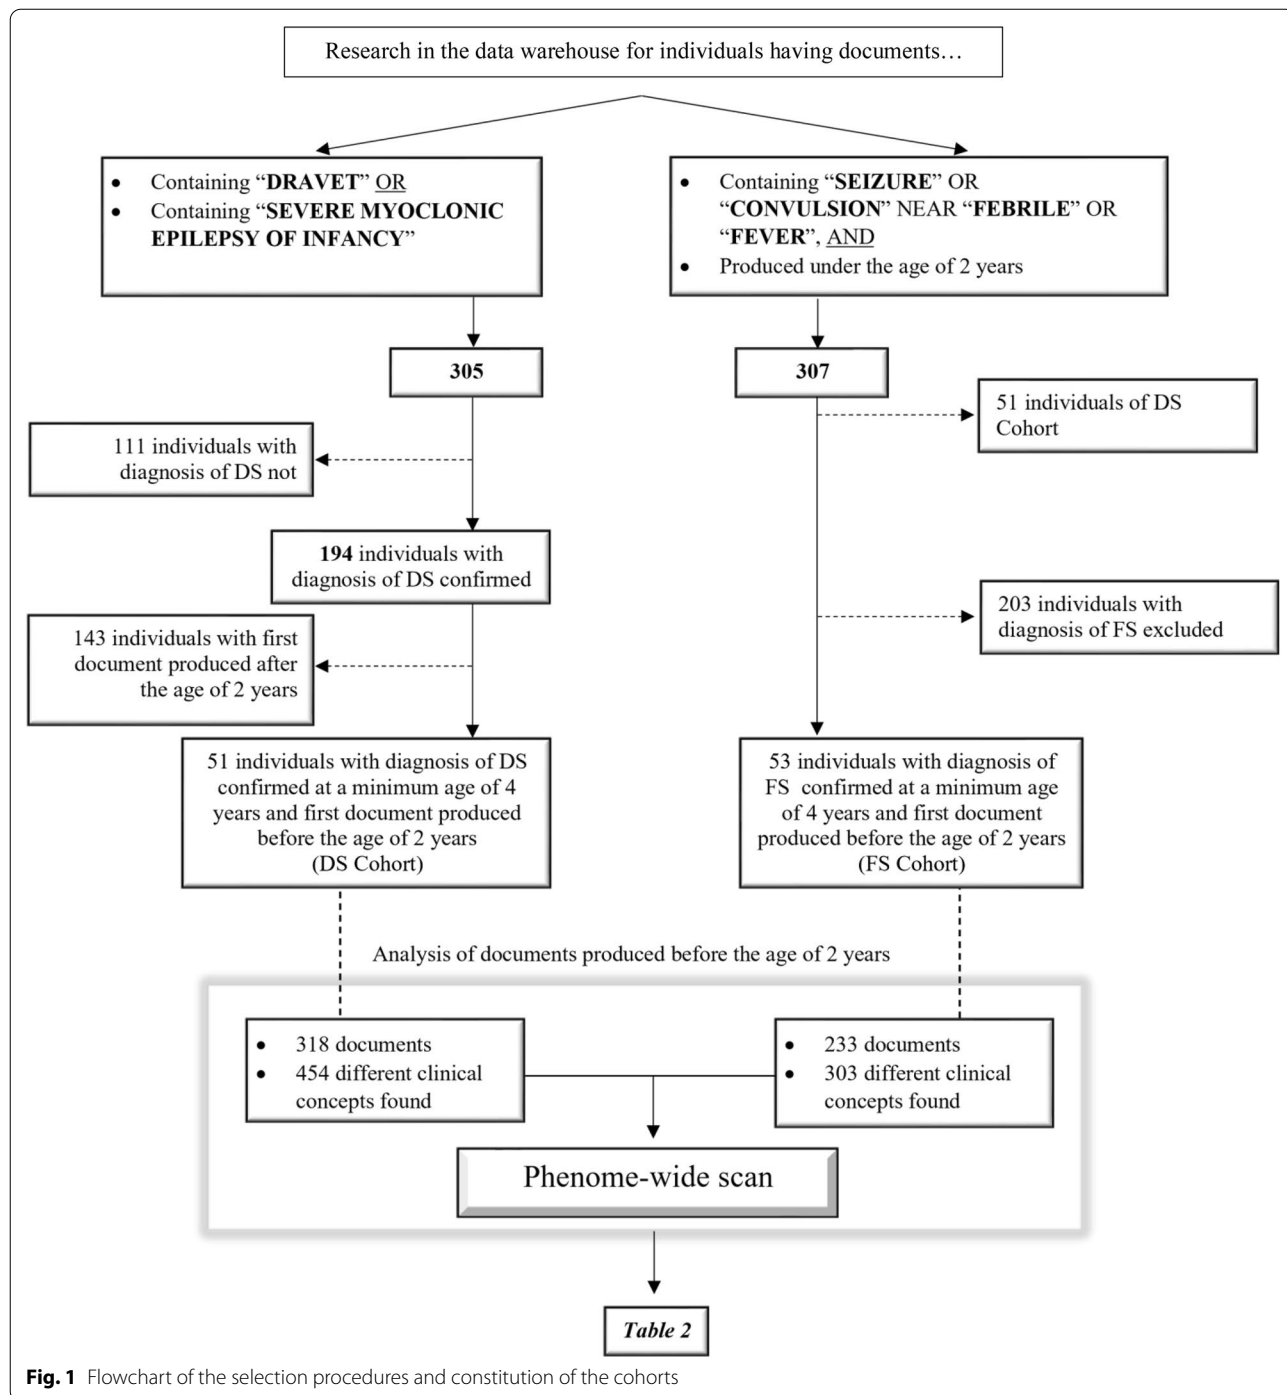 Research in the data warehouse for individuals having documents…
• Containing “DRAVET” OR
• Containing “SEVERE MYOCLONIC
EPILEPSY OF INFANCY”
• Containing “SEIZURE” OR
“CONVULSION” NEAR “FEBRILE” OR
“FEVER”, AND
• Produced under the age of 2 years
305
307
51 individuals of DS
Cohort
111 individuals with
diagnosis of DS not
194 individuals with
diagnosis of DS confirmed
203 individuals with
diagnosis of FS excluded
143 individuals with first
document produced after
the age of 2 years
51 individuals with diagnosis of DS
confirmed at a minimum age of 4
years and first document produced
before the age of 2 years
(DS Cohort)
53 individuals with diagnosis of
FS confirmed at a minimum age
of 4 years and first document
produced before the age of 2 years
(FS Cohort)
Analysis of documents produced before the age of 2 years
• 318 documents
• 454 different clinical
concepts found
• 233 documents
• 303 different clinical
concepts found
Phenome-wide scan
Table 2
Fig. 1 Flowchart of the selection procedures and constitution of the cohorts